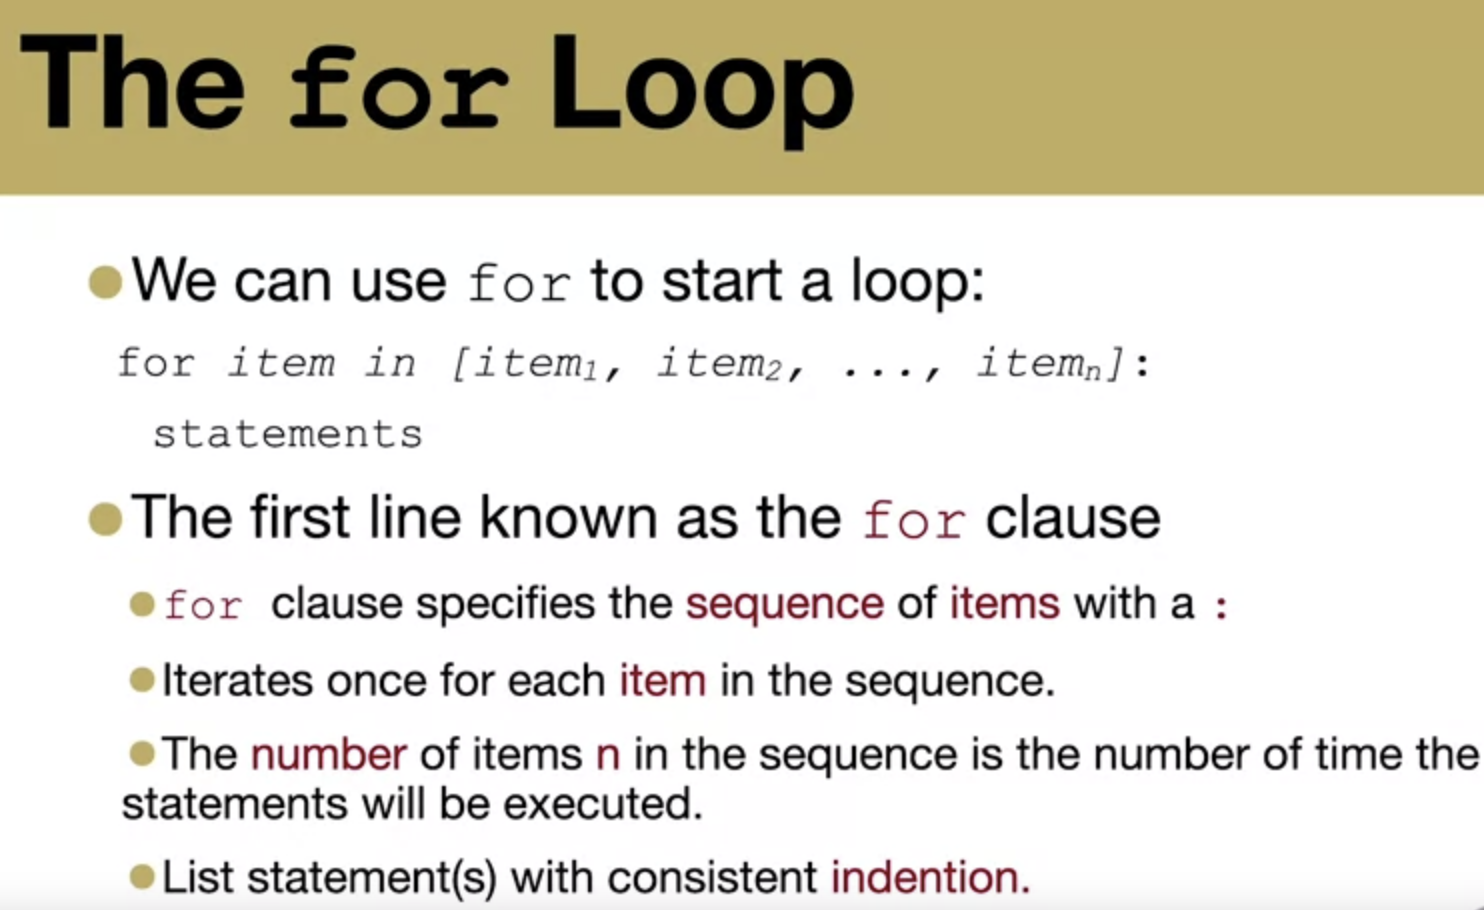 The for Loop
We can use for to start a loop:
for item in [item₁, item₂, ..., itemₙ]:
statements
The first line known as the for clause
for clause specifies the sequence of items with a :
Iterates once for each item in the sequence.
The number of items n in the sequence is the number of time the
statements will be executed.
List statement(s) with consistent indention.